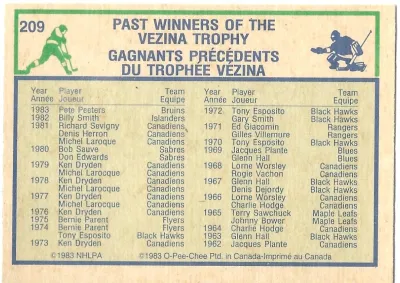 209
PAST WINNERS OF THE
VEZINA TROPHY
GAGNANTS PRÉCÉDENTS
DU TROPHÉE VÉZINA
Year Player Team
Année Joueur Equipe
1983 Pete Peeters Bruins
1982 Billy Smith Islanders
1981 Richard Sevigny Canadiens
Denis Herron Canadiens
Michel Laroque Canadiens
1980 Bob Sauve Sabres
Don Edwards Sabres
1979 Ken Dryden Canadiens
Michel Larocque Canadiens
1978 Ken Dryden Canadiens
Michel Larocque Canadiens
1977 Ken Dryden Canadiens
Michel Larocque Canadiens
1976 Ken Dryden Canadiens
1975 Bernie Parent Flyers
1974 Bernie Parent Flyers
Tony Esposito Black Hawks
1973 Ken Dryden Canadiens
Year Player Team
Année Joueur Equipe
1972 Tony Esposito Black Hawks
Gary Smith Black Hawks
1971 Ed Giacomin Rangers
Gilles Villemure Rangers
1970 Tony Esposito Black Hawks
1969 Jacques Plante Blues
Glenn Hall Blues
1968 Lorne Worsley Canadiens
Rogie Vachon Canadiens
1967 Glenn Hall Black Hawks
Denis Dejordy Black Hawks
1966 Lorne Worsley Canadiens
Charlie Hodge Canadiens
1965 Terry Sawchuck Maple Leafs
Johnny Bower Maple Leafs
1964 Charlie Hodge Canadiens
1963 Glenn Hall Black Hawks
1962 Jacques Plante Canadiens
©1983 NHLPA ©1983 O-Pee-Chee Ptd. in Canada-Imprimé au Canada